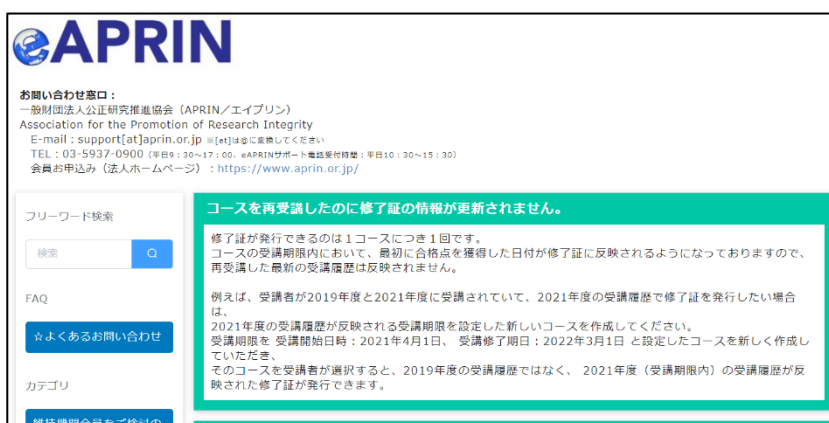 eAPRIN
お問い合わせ窓口：
一般財団法人公正研究推進協会（APRIN／エイプリン）
Association for the Promotion of Research Integrity
E-mail：support[at]aprin.or.jp ※[at]は@に変換してください
TEL：03-5937-0900（平日9：30～17：00、eAPRINサポート電話受付時間：平日10：30～15：30）
会員お申込み（法人ホームページ）：https://www.aprin.or.jp/
フリーワード検索
検索
FAQ
☆よくあるお問い合わせ
カテゴリ
維持機関会員をご検討の
コースを再受講したのに修了証の情報が更新されません。
修了証が発行できるのは１コースにつき１回です。
コースの受講期限内において、最初に合格点を獲得した日付が修了証に反映されるようになっておりますので、
再受講した最新の受講履歴は反映されません。
例えば、受講者が2019年度と2021年度に受講されていて、2021年度の受講履歴で修了証を発行したい場合
は、
2021年度の受講履歴が反映される受講期限を設定した新しいコースを作成してください。
受講期限を 受講開始日時：2021年4月1日、 受講修了期日：2022年3月1日 と設定したコースを新しく作成し
ていただき、
そのコースを受講者が選択すると、2019年度の受講履歴ではなく、 2021年度（受講期限内）の受講履歴が反
映された修了証が発行できます。